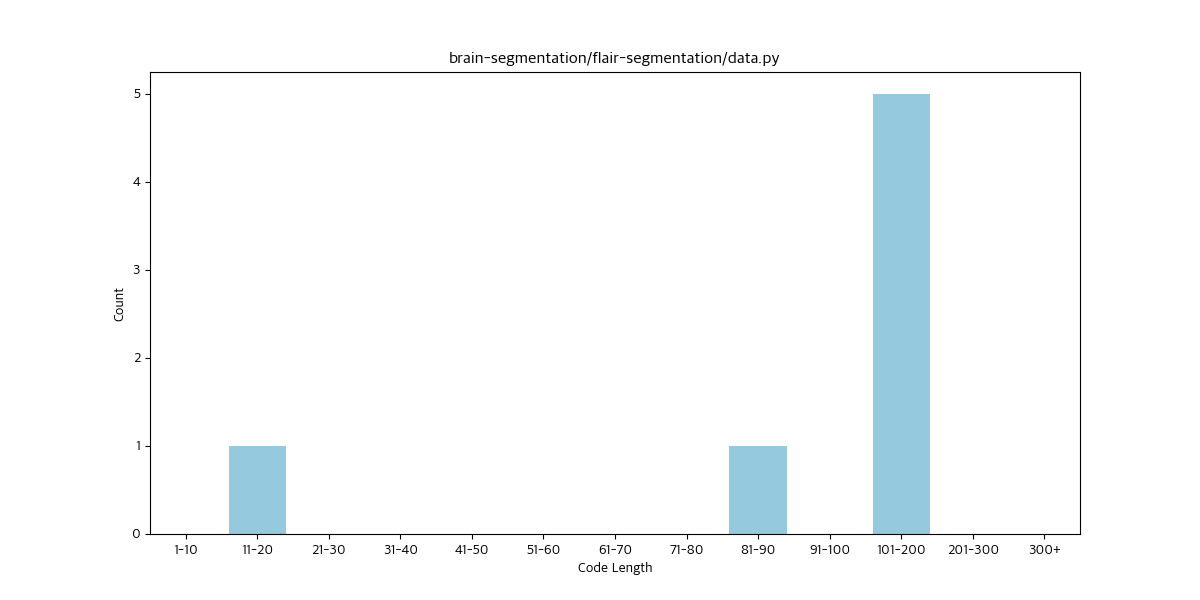 brain-segmentation/flair-segmentation/data.py
5
4
3
2
1
0
Count
1-10 11-20 21-30 31-40 41-50 51-60 61-70 71-80 81-90 91-100 101-200 201-300 300+
Code Length